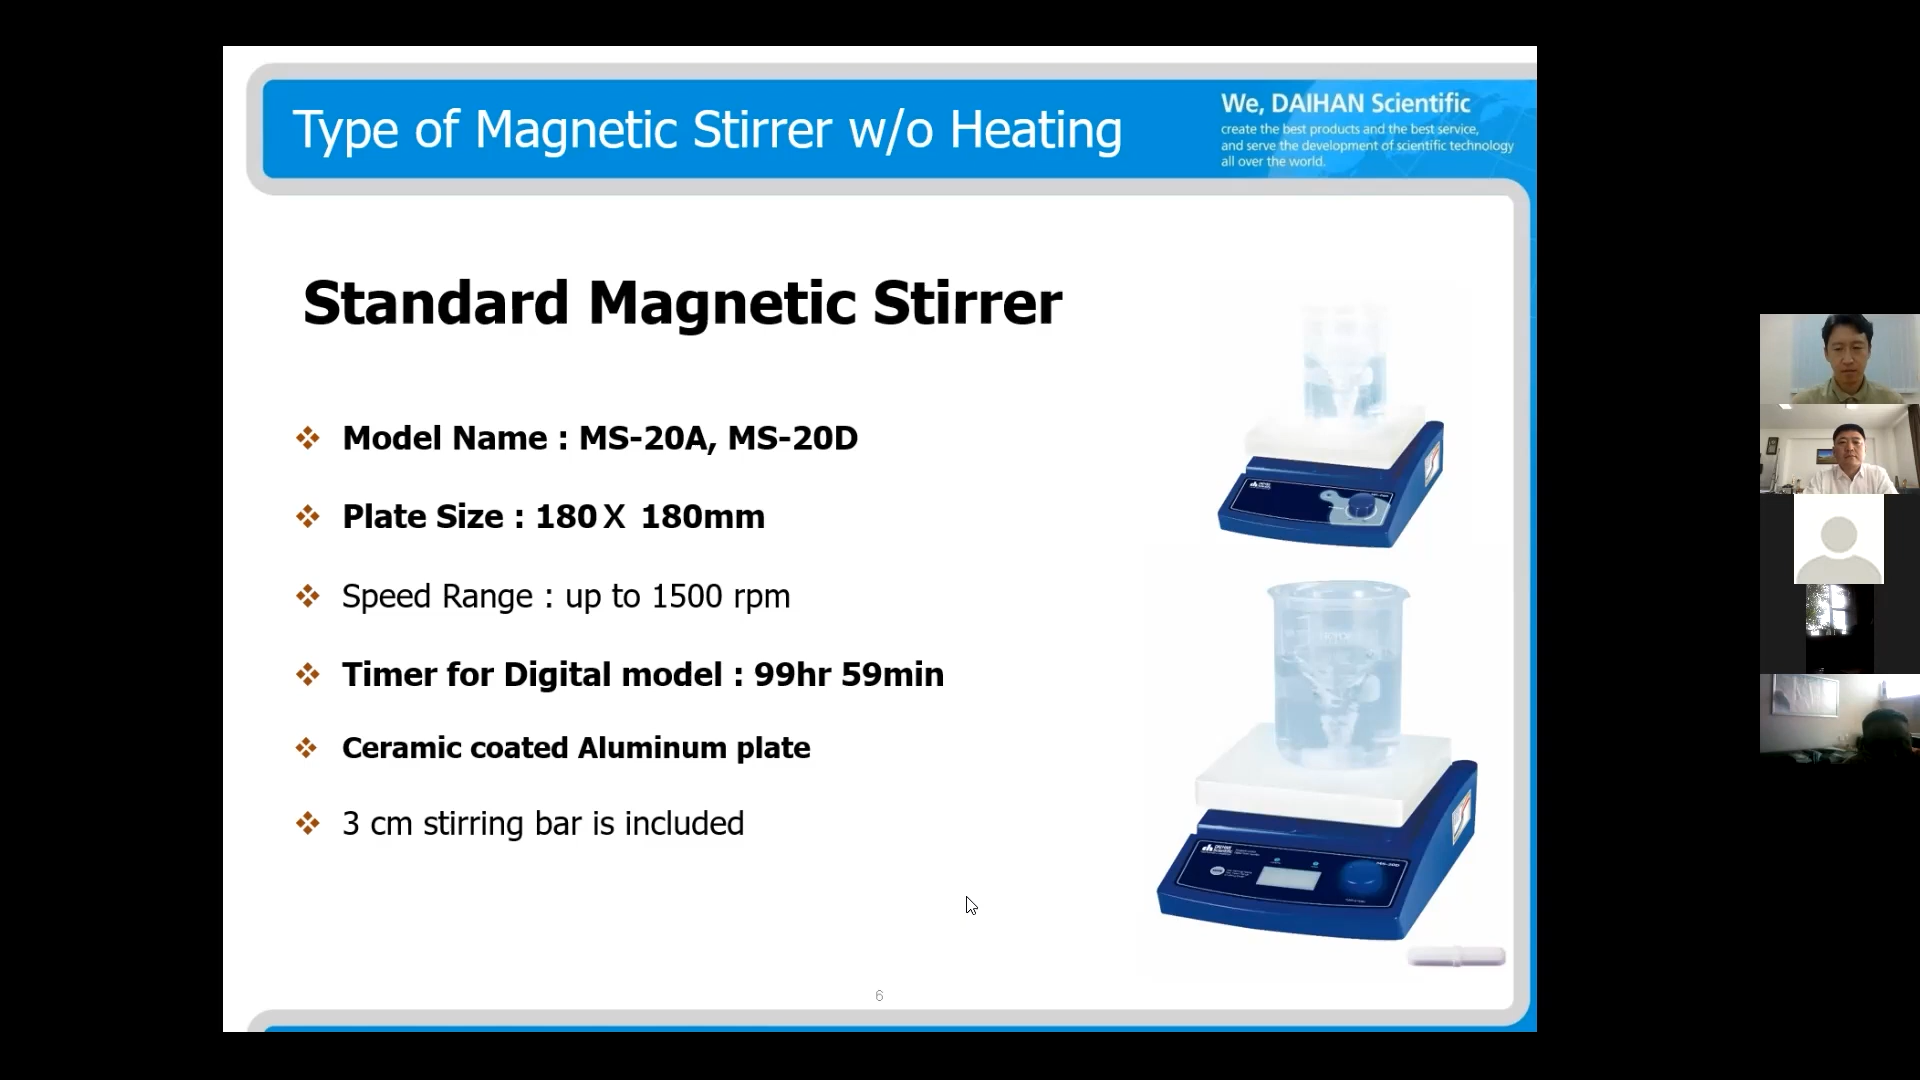 Type of Magnetic Stirrer w/o Heating
We, DAIHAN Scientific
create the best products and the best service,
and serve the development of scientific technology
all over the world.
Standard Magnetic Stirrer
❖ Model Name : MS-20A, MS-20D
❖ Plate Size : 180 X 180mm
❖ Speed Range : up to 1500 rpm
❖ Timer for Digital model : 99hr 59min
❖ Ceramic coated Aluminum plate
❖ 3 cm stirring bar is included
6